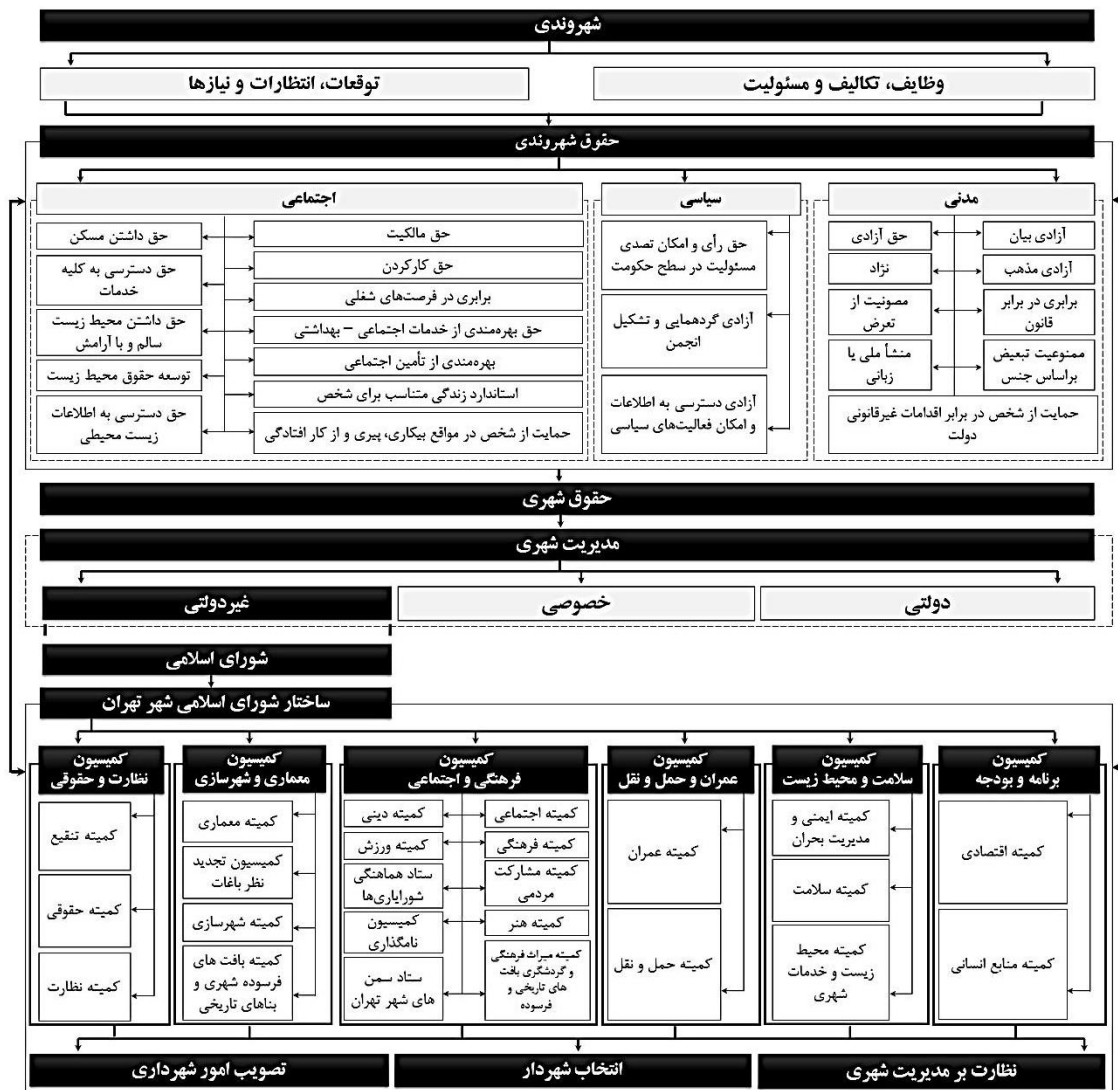 شهروندی
وظایف، تکالیف و مسئولیت
توقعات، انتظارات و نیازها
حقوق شهروندی
مدنی
آزادی بیان
حق آزادی
آزادی مذهب
نژاد
برابری در برابر
قانون
مصونیت از
تعرض
ممنوعیت تبعیض
براساس جنس
منشأ ملی یا
زبانی
حمایت از شخص در برابر اقدامات غیرقانونی
دولت
سیاسی
حق رأی و امکان تصدی
مسئولیت در سطح حکومت
آزادی گردهمایی و تشکیل
انجمن
آزادی دسترسی به اطلاعات
و امکان فعالیت‌های سیاسی
اجتماعی
حق مالکیت
حق کارکردن
برابری در فرصت‌های شغلی
حق بهره‌مندی از خدمات اجتماعی – بهداشتی
بهره‌مندی از تأمین اجتماعی
استاندارد زندگی متناسب برای شخص
حمایت از شخص در مواقع بیکاری، پیری و از کار افتادگی
حق داشتن مسکن
حق دسترسی به کلیه
خدمات
حق داشتن محیط زیست
سالم و با آرامش
توسعه حقوق محیط زیست
حق دسترسی به اطلاعات
زیست محیطی
حقوق شهری
مدیریت شهری
دولتی
خصوصی
غیردولتی
شورای اسلامی
ساختار شورای اسلامی شهر تهران
کمیسیون
برنامه و بودجه
کمیته اقتصادی
کمیته منابع انسانی
کمیسیون
سلامت و محیط زیست
کمیته ایمنی و
مدیریت بحران
کمیته سلامت
کمیته محیط
زیست و خدمات
شهری
کمیسیون
عمران و حمل و نقل
کمیته عمران
کمیته حمل و نقل
کمیسیون
فرهنگی و اجتماعی
کمیته اجتماعی
کمیته فرهنگی
کمیته مشارکت
مردمی
کمیته هنر
کمیته میراث فرهنگی
و گردشگری بافت
های تاریخی و
فرسوده
کمیته دینی
کمیته ورزش
ستاد هماهنگی
شورایاری‌ها
کمیسیون
نامگذاری
ستاد سمن
های شهر تهران
کمیسیون
معماری و شهرسازی
کمیته معماری
کمیسیون تجدید
نظر باغات
کمیته شهرسازی
کمیته بافت های
فرسوده شهری و
بناهای تاریخی
کمیسیون
نظارت و حقوقی
کمیته تنقیع
کمیته حقوقی
کمیته نظارت
نظارت بر مدیریت شهری
انتخاب شهردار
تصویب امور شهرداری